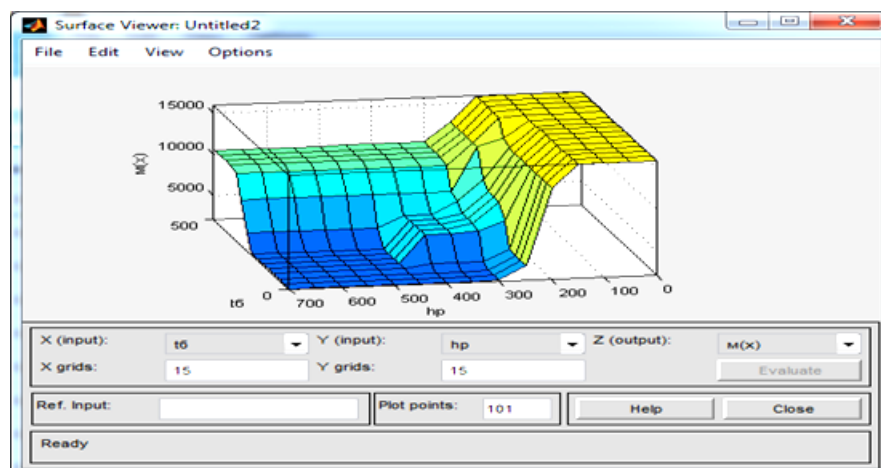 Surface Viewer: Untitled2
File Edit View Options
15000
10000
5000
500
0
t6
M(X)
700 600 500 400 300 200 100 0
hp
X (input): t6 Y (input): hp Z (output): M(X)
X grids: 15 Y grids: 15 Evaluate
Ref. Input: Plot points: 101 Help Close
Ready